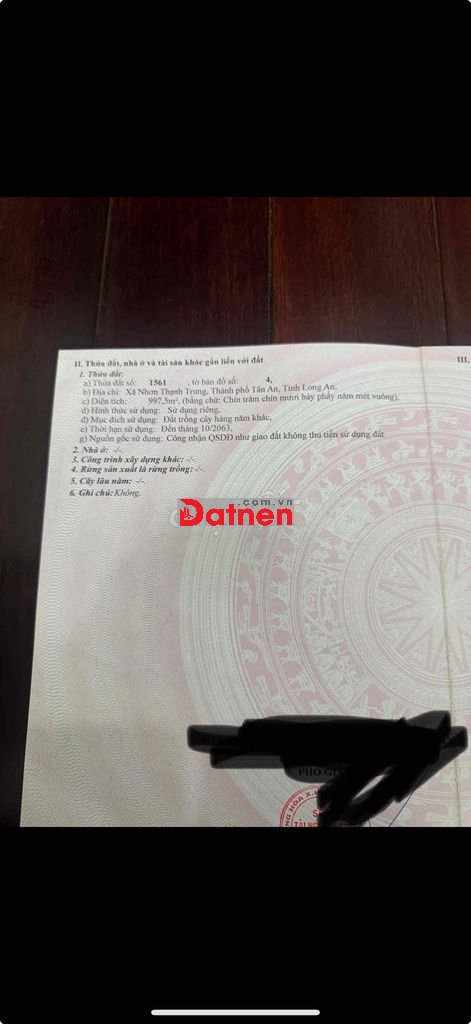 II. Thửa đất, nhà ở và tài sản khác gắn liền với đất
III.
1. Thửa đất:
a) Thửa đất số: 1561 , tờ bản đồ số: 4,
b) Địa chỉ: Xã Nhơn Thạnh Trung, Thành phố Tân An, Tỉnh Long An,
c) Diện tích: 997,5m², (bằng chữ: Chín trăm chín mươi bảy phẩy năm mét vuông),
d) Hình thức sử dụng: Sử dụng riêng,
đ) Mục đích sử dụng: Đất trồng cây hàng năm khác,
e) Thời hạn sử dụng: Đến tháng 10/2063,
g) Nguồn gốc sử dụng: Công nhận QSDĐ như giao đất không thu tiền sử dụng đất
2. Nhà ở: -/-.
3. Công trình xây dựng khác: -/-.
4. Rừng sản xuất là rừng trồng: -/-.
5. Cây lâu năm: -/-.
6. Ghi chú: Không.
.com.vn
Datnen
PHÓ GI